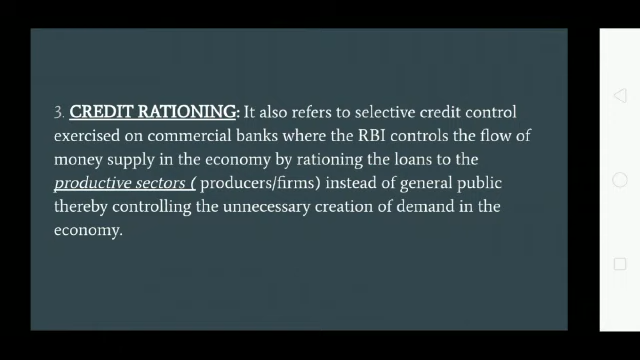 3. CREDIT RATIONING: It also refers to selective credit control
exercised on commercial banks where the RBI controls the flow of
money supply in the economy by rationing the loans to the
productive sectors ( producers/firms) instead of general public
thereby controlling the unnecessary creation of demand in the
economy.